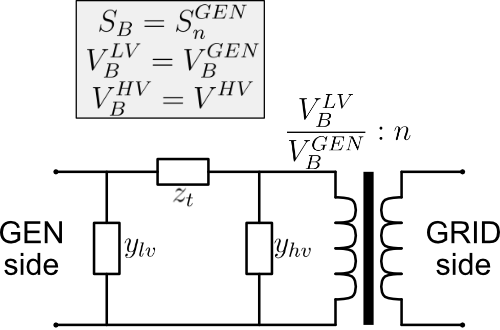 S_B = S_n^{GEN}
V_B^{LV} = V_B^{GEN}
V_B^{HV} = V^{HV}
\frac{V_B^{LV}}{V_B^{GEN}} : n
z_t
GEN
side
y_{lv}
y_{hv}
GRID
side